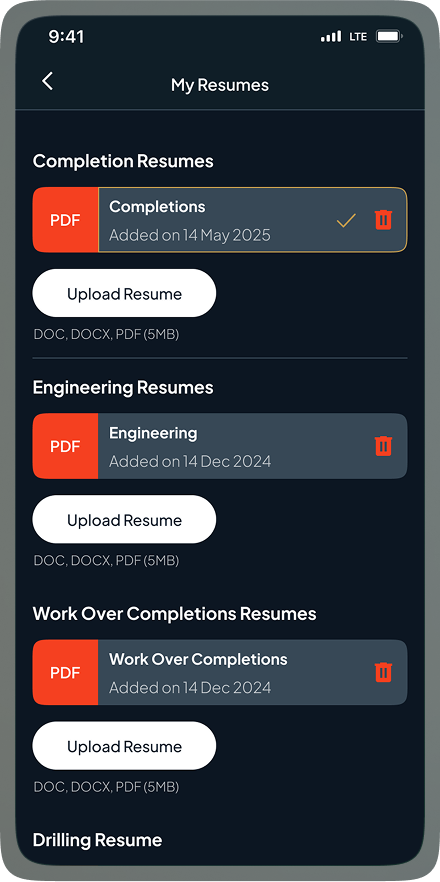 9:41
LTE
My Resumes
Completion Resumes
PDF
Completions
Added on 14 May 2025
Upload Resume
DOC, DOCX, PDF (5MB)
Engineering Resumes
PDF
Engineering
Added on 14 Dec 2024
Upload Resume
DOC, DOCX, PDF (5MB)
Work Over Completions Resumes
PDF
Work Over Completions
Added on 14 Dec 2024
Upload Resume
DOC, DOCX, PDF (5MB)
Drilling Resume